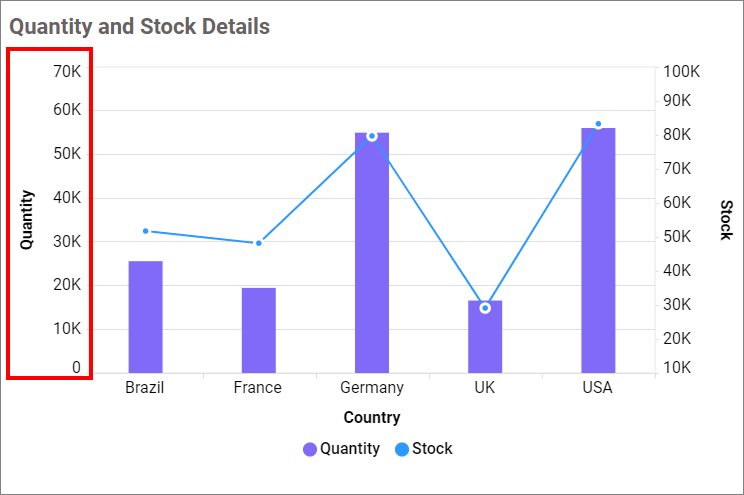 Quantity and Stock Details
Quantity
70K
60K
50K
40K
30K
20K
10K
0
100K
90K
80K
70K
60K
50K
40K
30K
20K
10K
Stock
Brazil France Germany UK USA
Country
Quantity Stock